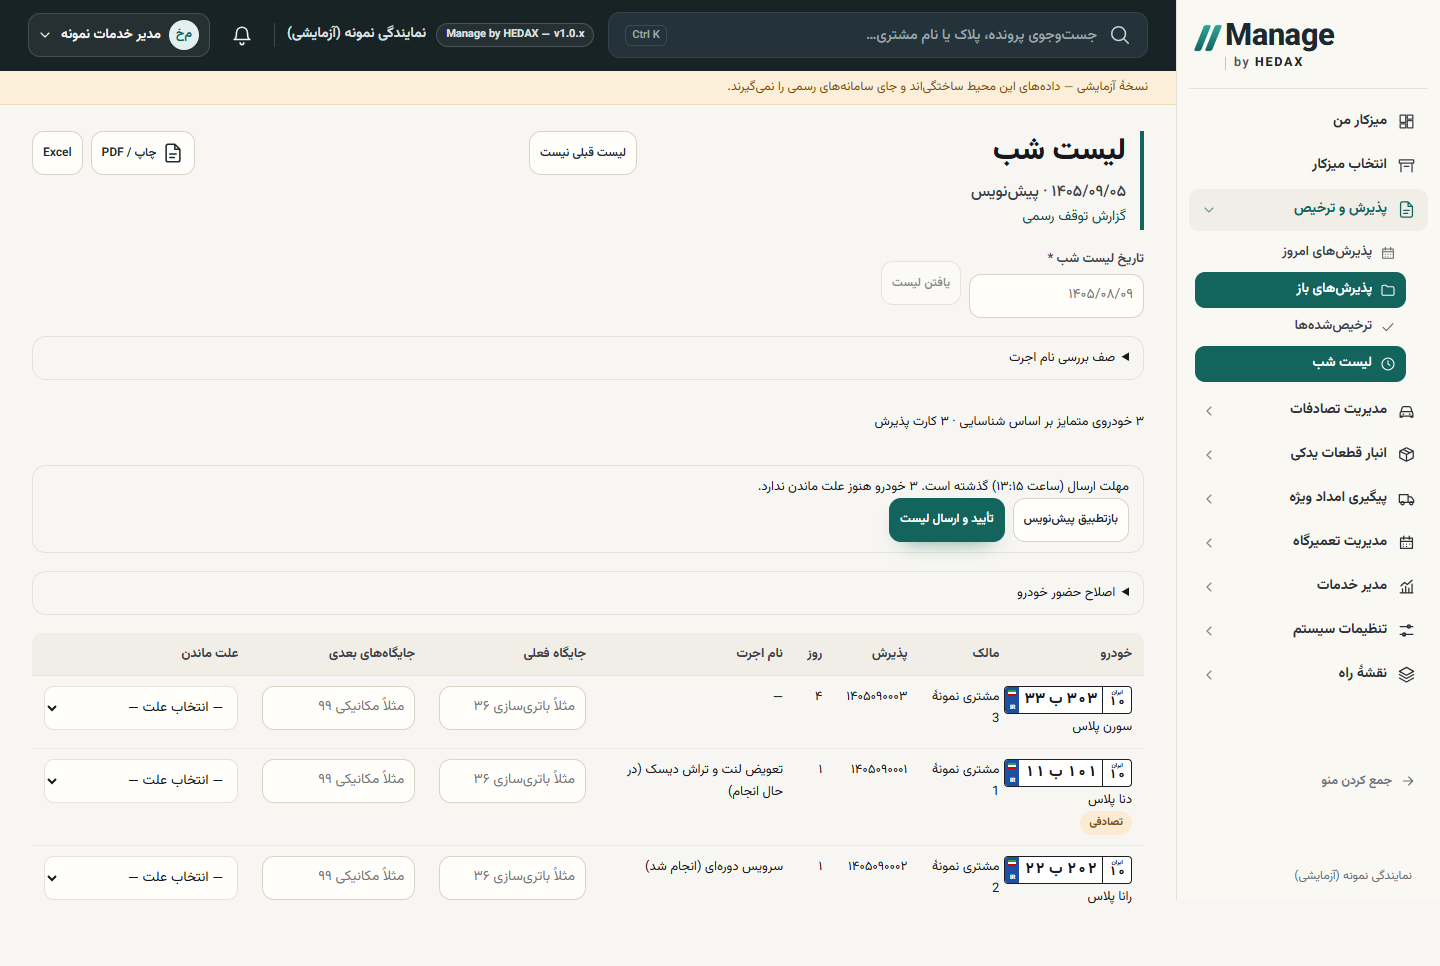 Manage
by HEDAX
میزکار من
انتخاب میزکار
پذیرش و ترخیص
پذیرش‌های امروز
پذیرش‌های باز
ترخیص‌شده‌ها
لیست شب
مدیریت تصادفات
انبار قطعات یدکی
پیگیری امداد ویژه
مدیریت تعمیرگاه
مدیر خدمات
تنظیمات سیستم
نقشهٔ راه
جمع کردن منو
نمایندگی نمونه (آزمایشی)
جست‌وجوی پرونده، پلاک یا نام مشتری... Ctrl K
Manage by HEDAX – v1.0.x
نمایندگی نمونه (آزمایشی)
م‌خ مدیر خدمات نمونه
نسخهٔ آزمایشی — داده‌های این محیط ساختگی‌اند و جای سامانه‌های رسمی را نمی‌گیرند.
لیست شب
۱۴۰۵/۰۹/۰۵ · پیش‌نویس
گزارش توقف رسمی
لیست قبلی نیست
چاپ / PDF
Excel
تاریخ لیست شب *
۱۴۰۵/۰۸/۰۹ یافتن لیست
صف بررسی نام اجرت
۳ خودروی متمایز بر اساس شناسایی · ۳ کارت پذیرش
مهلت ارسال (ساعت ۱۳:۱۵) گذشته است. ۳ خودرو هنوز علت ماندن ندارد.
بازتطبیق پیش‌نویس تأیید و ارسال لیست
اصلاح حضور خودرو
خودرو مالک پذیرش روز نام اجرت جایگاه فعلی جایگاه‌های بعدی علت ماندن
ایران ۱۰ ۳۰۳ ب ۳۳ IR مشتری نمونهٔ 3 ۱۴۰۵۰۹۰۰۰۳ ۴ — مثلاً باتری‌سازی ۳۶ مثلاً مکانیکی ۹۹ — انتخاب علت —
سورن پلاس
ایران ۱۰ ۱۰۱ ب ۱۱ IR مشتری نمونهٔ 1 ۱۴۰۵۰۹۰۰۰۱ ۱ تعویض لنت و تراش دیسک (در حال انجام) مثلاً باتری‌سازی ۳۶ مثلاً مکانیکی ۹۹ — انتخاب علت —
دنا پلاس
تصادفی
ایران ۱۰ ۲۰۲ ب ۲۲ IR مشتری نمونهٔ 2 ۱۴۰۵۰۹۰۰۰۲ ۱ سرویس دوره‌ای (انجام شد) مثلاً باتری‌سازی ۳۶ مثلاً مکانیکی ۹۹ — انتخاب علت —
رانا پلاس